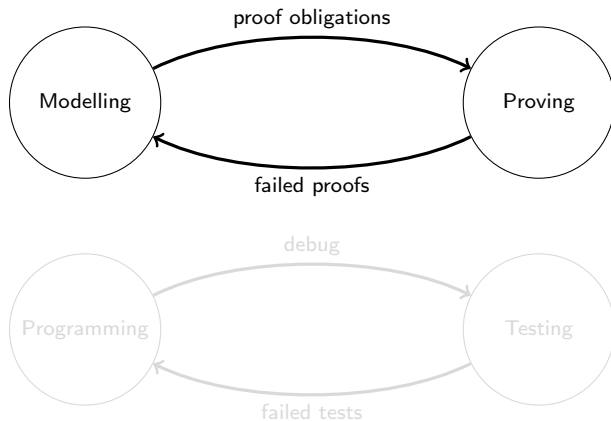 proof obligations
Modelling
Proving
failed proofs
debug
Programming
Testing
failed tests